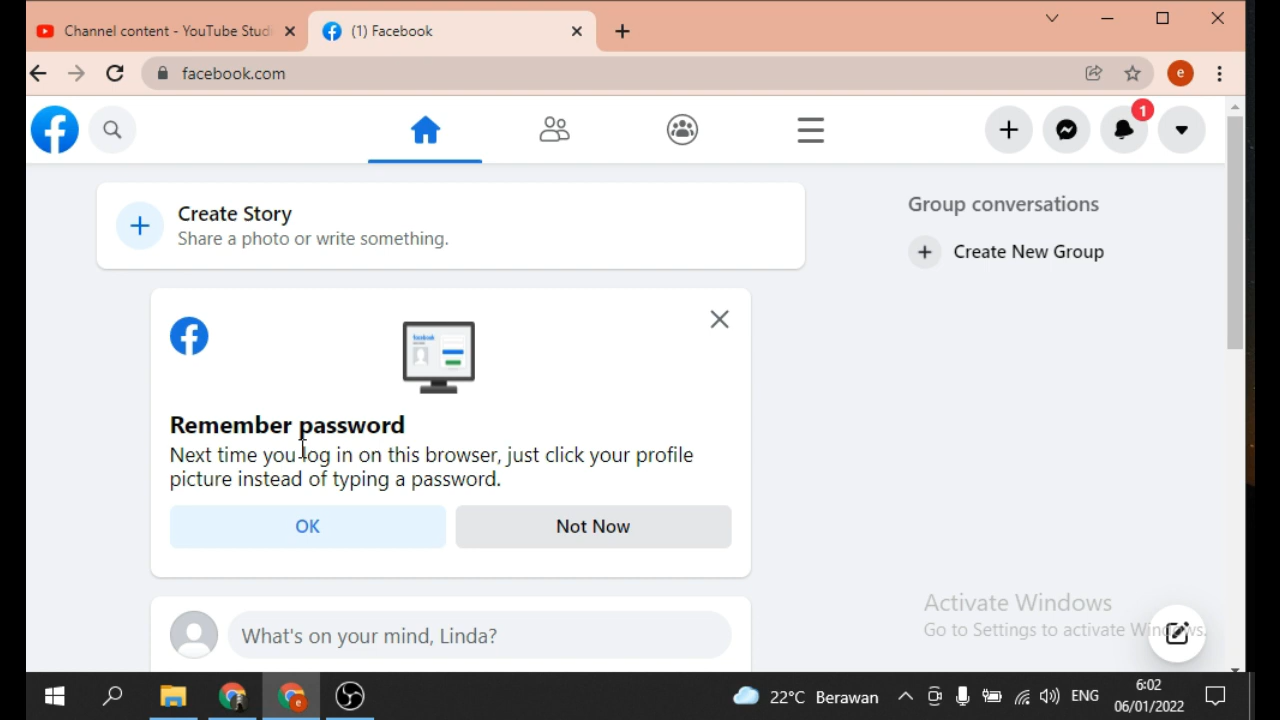 Channel content - YouTube Stud
(1) Facebook
facebook.com
e
1
Create Story
Share a photo or write something.
Group conversations
Create New Group
Remember password
Next time you log in on this browser, just click your profile
picture instead of typing a password.
OK
Not Now
What's on your mind, Linda?
Activate Windows
Go to Settings to activate Windows.
22°C Berawan
ENG
6:02
06/01/2022